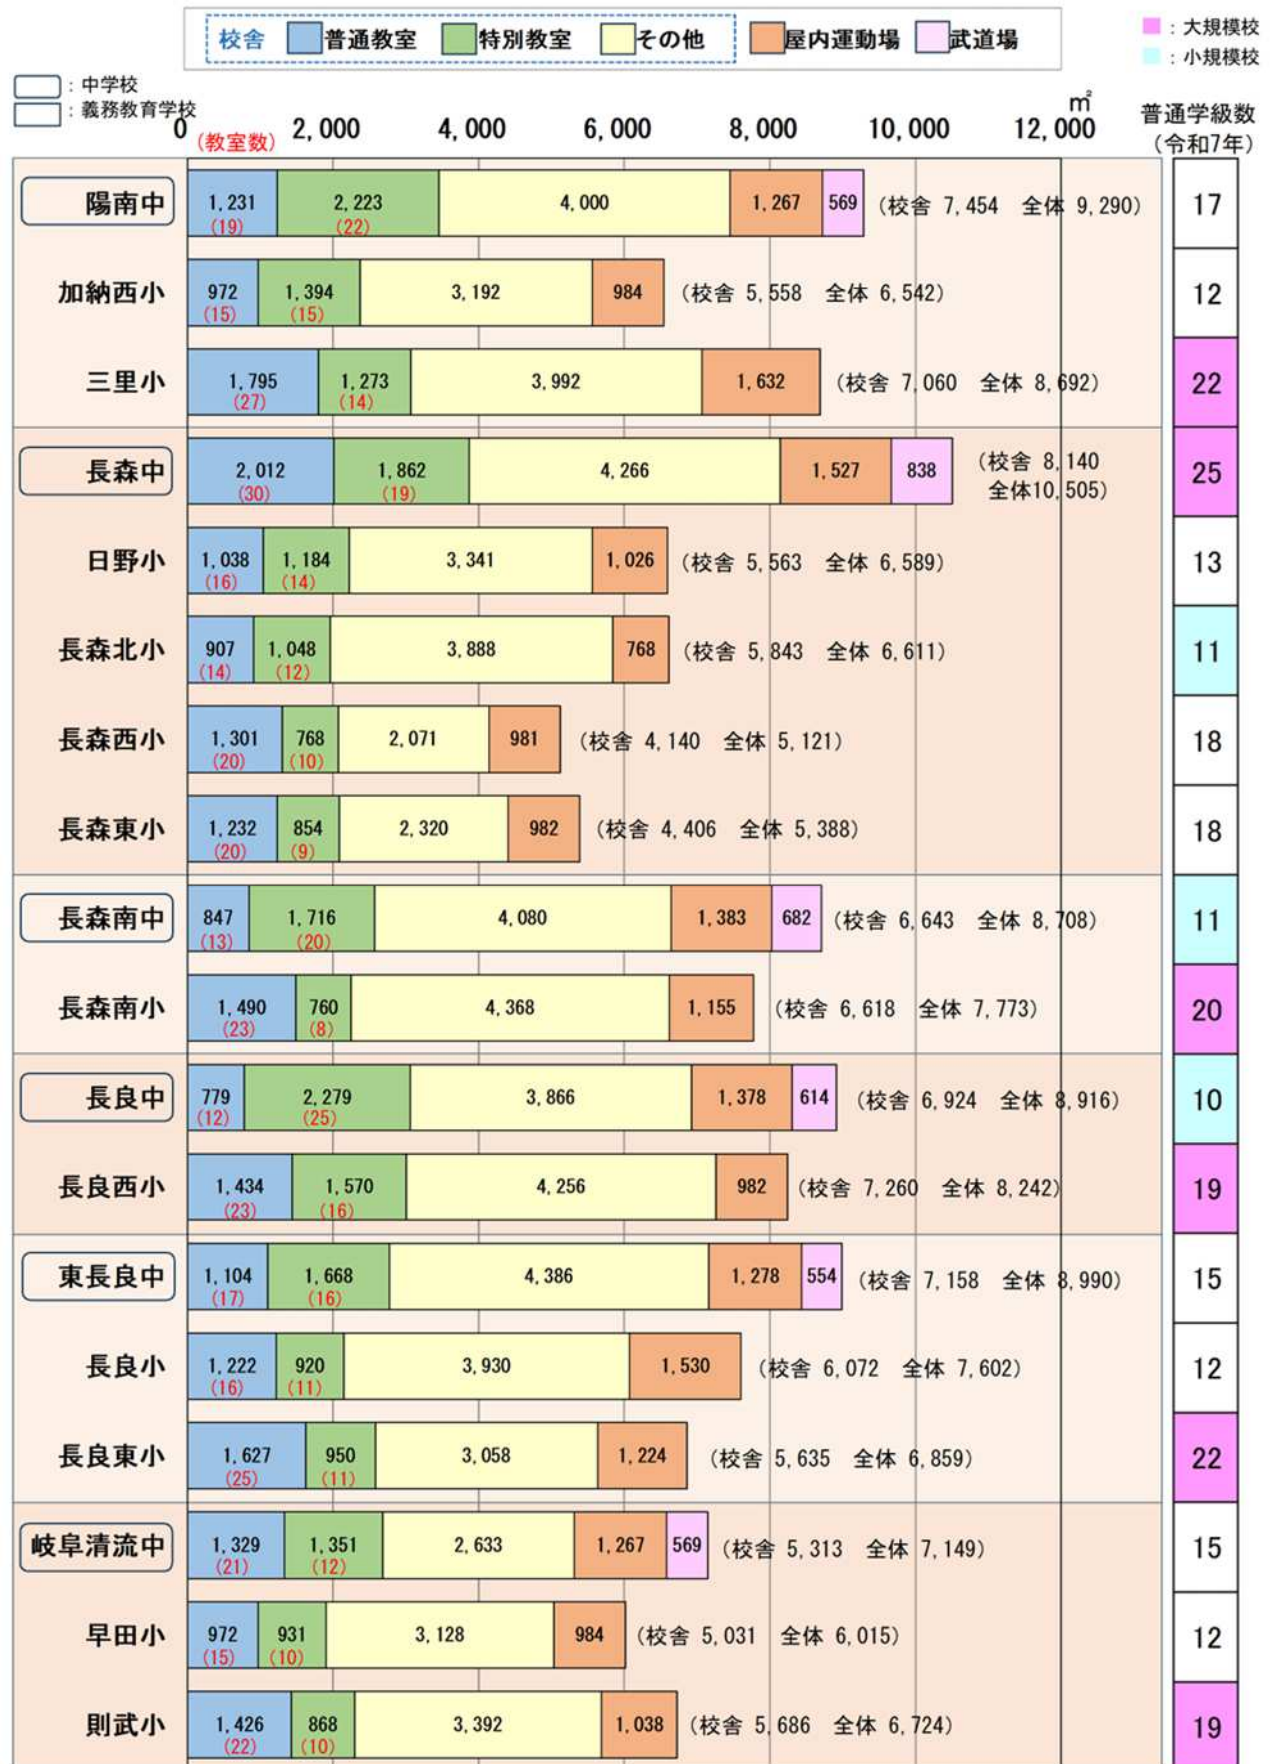 校舎 普通教室 特別教室 その他 屋内運動場 武道場
：大規模校
：小規模校
：中学校
：義務教育学校
㎡
0 2,000 4,000 6,000 8,000 10,000 12,000
(教室数)
普通学級数
(令和7年)
陽南中 1,231 2,223 4,000 1,267 569 (校舎 7,454 全体 9,290) 17
(19) (22)
加納西小 972 1,394 3,192 984 (校舎 5,558 全体 6,542) 12
(15) (15)
三里小 1,795 1,273 3,992 1,632 (校舎 7,060 全体 8,692) 22
(27) (14)
長森中 2,012 1,862 4,266 1,527 838 (校舎 8,140 25
(30) (19) 全体10,505)
日野小 1,038 1,184 3,341 1,026 (校舎 5,563 全体 6,589) 13
(16) (14)
長森北小 907 1,048 3,888 768 (校舎 5,843 全体 6,611) 11
(14) (12)
長森西小 1,301 768 2,071 981 (校舎 4,140 全体 5,121) 18
(20) (10)
長森東小 1,232 854 2,320 982 (校舎 4,406 全体 5,388) 18
(20) (9)
長森南中 847 1,716 4,080 1,383 682 (校舎 6,643 全体 8,708) 11
(13) (20)
長森南小 1,490 760 4,368 1,155 (校舎 6,618 全体 7,773) 20
(23) (8)
長良中 779 2,279 3,866 1,378 614 (校舎 6,924 全体 8,916) 10
(12) (25)
長良西小 1,434 1,570 4,256 982 (校舎 7,260 全体 8,242) 19
(23) (16)
東長良中 1,104 1,668 4,386 1,278 554 (校舎 7,158 全体 8,990) 15
(17) (16)
長良小 1,222 920 3,930 1,530 (校舎 6,072 全体 7,602) 12
(16) (11)
長良東小 1,627 950 3,058 1,224 (校舎 5,635 全体 6,859) 22
(25) (11)
岐阜清流中 1,329 1,351 2,633 1,267 569 (校舎 5,313 全体 7,149) 15
(21) (12)
早田小 972 931 3,128 984 (校舎 5,031 全体 6,015) 12
(15) (10)
則武小 1,426 868 3,392 1,038 (校舎 5,686 全体 6,724) 19
(22) (10)